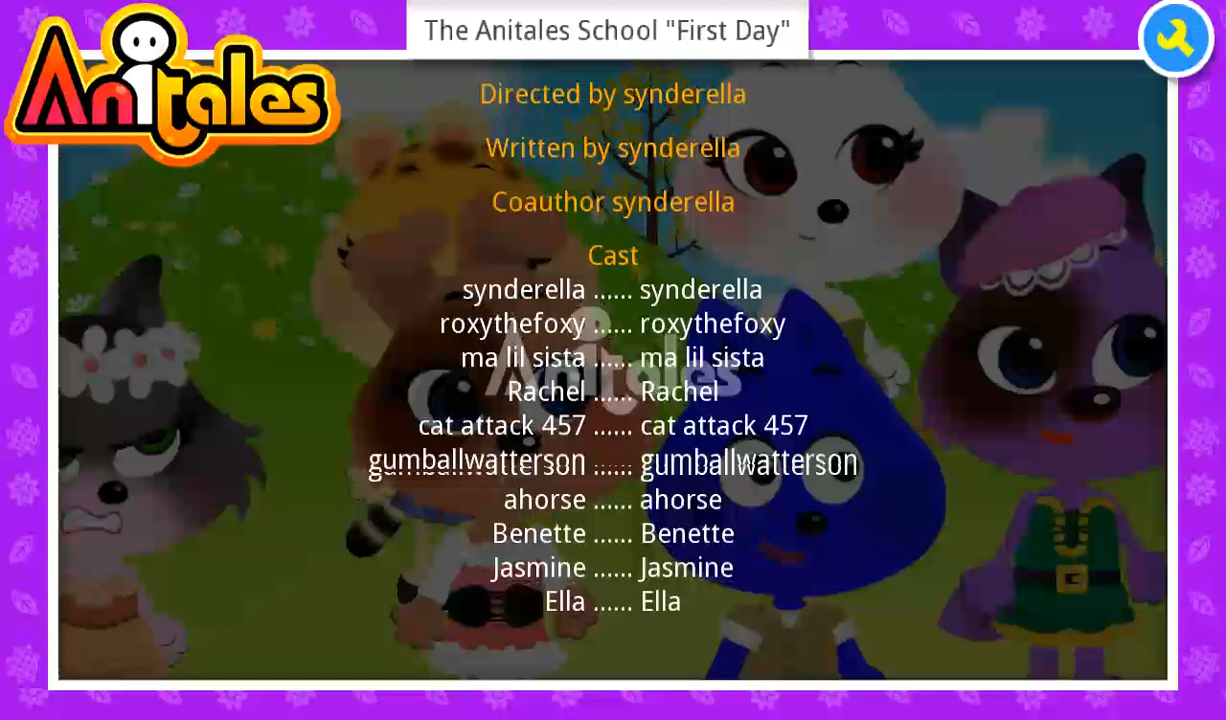 The Anitales School "First Day"
Anitales
Directed by synderella
Written by synderella
Coauthor synderella
Cast
synderella ...... synderella
roxythefoxy ...... roxythefoxy
ma lil sista ...... ma lil sista
Anitales
Rachel ...... Rachel
cat attack 457 ...... cat attack 457
gumballwatterson ...... gumballwatterson
ahorse ...... ahorse
Benette ...... Benette
Jasmine ...... Jasmine
Ella ...... Ella